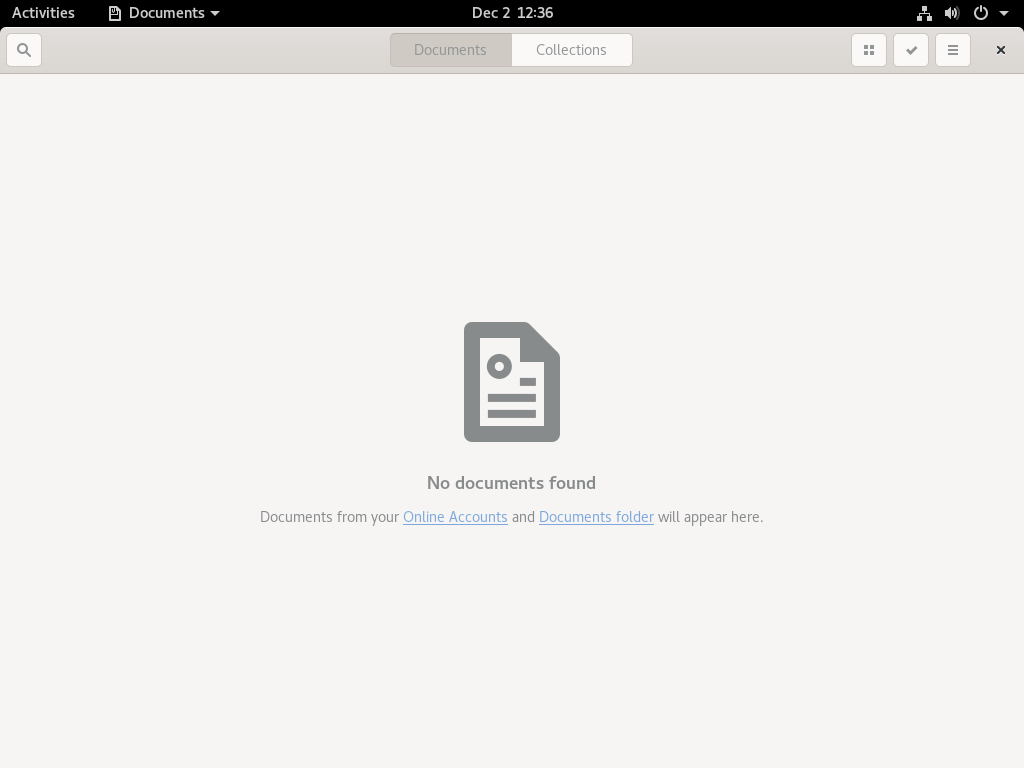 Activities Documents Dec 2 12:36
Documents Collections
No documents found
Documents from your Online Accounts and Documents folder will appear here.